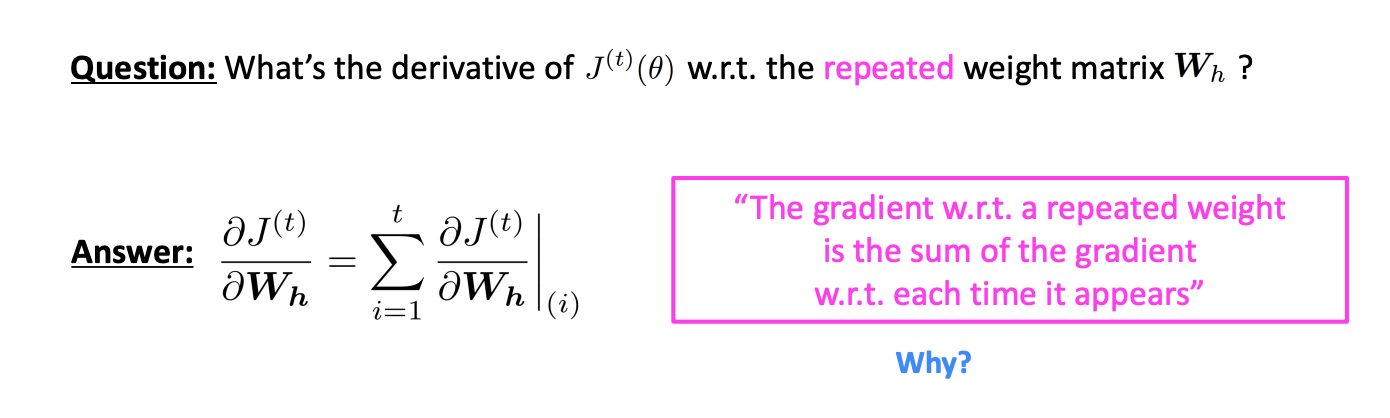 Question: What's the derivative of $J^{(t)}(\theta)$ w.r.t. the repeated weight matrix $\boldsymbol{W}_h$ ?
Answer: $\frac{\partial J^{(t)}}{\partial \boldsymbol{W_h}} = \sum_{i=1}^{t} \left.\frac{\partial J^{(t)}}{\partial \boldsymbol{W_h}}\right|_{(i)}$
“The gradient w.r.t. a repeated weight
is the sum of the gradient
w.r.t. each time it appears”
Why?